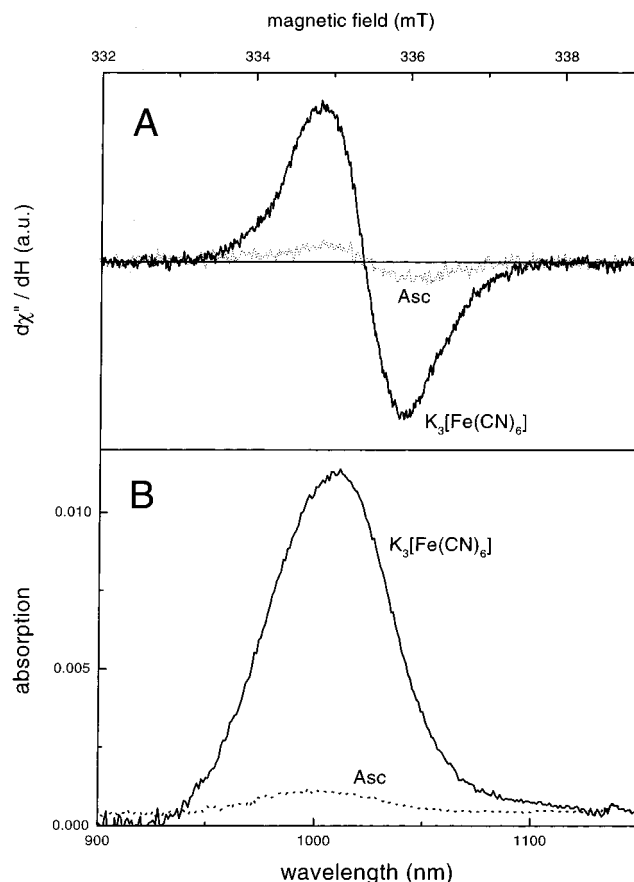 magnetic field (mT)
332 334 336 338
A
dχ" / dH (a.u.)
Asc
K₃[Fe(CN)₆]
B
0.010
K₃[Fe(CN)₆]
absorption
0.005
Asc
0.000
900 1000 1100
wavelength (nm)